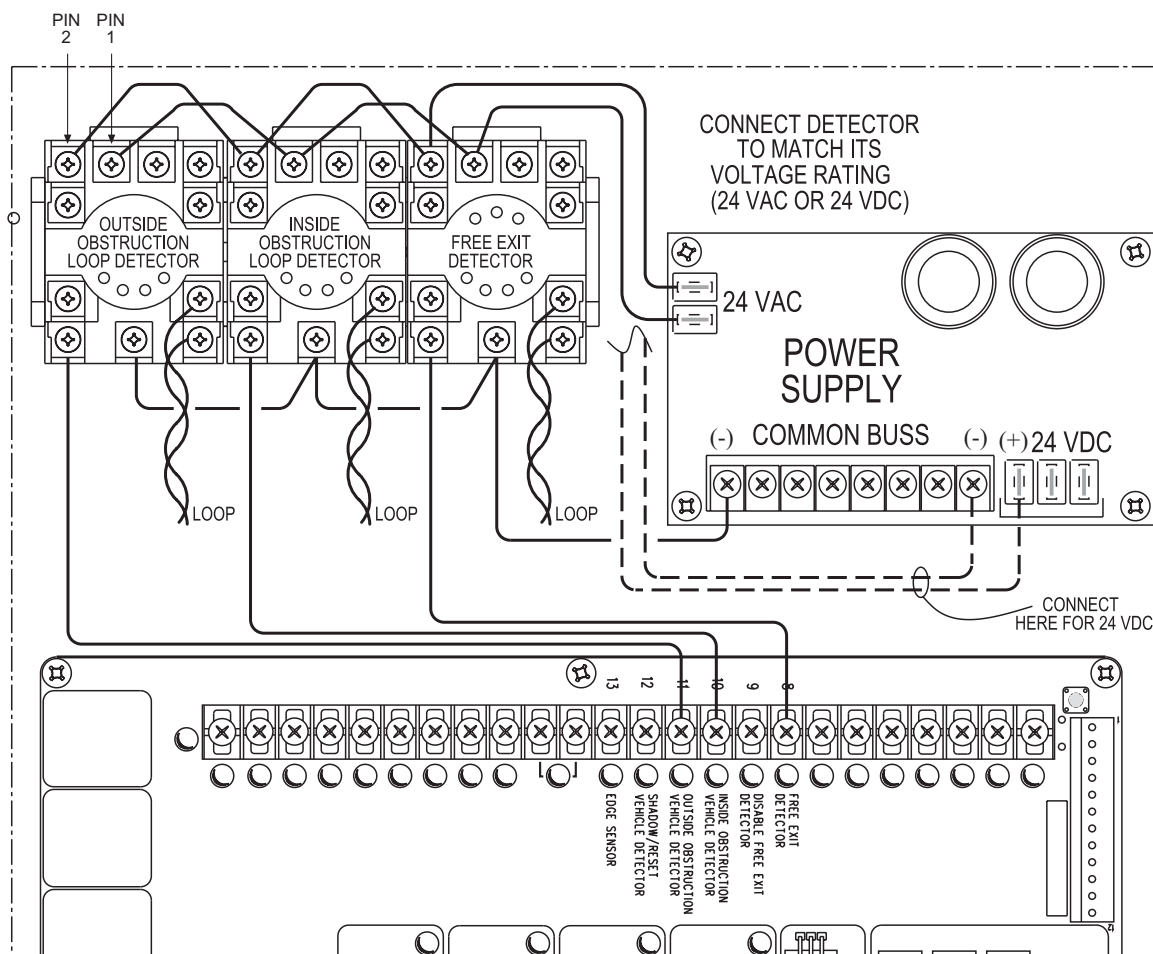 PIN
2
PIN
1
CONNECT DETECTOR
TO MATCH ITS
VOLTAGE RATING
(24 VAC OR 24 VDC)
OUTSIDE
OBSTRUCTION
LOOP DETECTOR
INSIDE
OBSTRUCTION
LOOP DETECTOR
FREE EXIT
DETECTOR
24 VAC
POWER
SUPPLY
(-) COMMON BUSS (-) (+) 24 VDC
LOOP
LOOP
LOOP
CONNECT
HERE FOR 24 VDC
13
12
11
10
9
8
EDGE SENSOR
SHADOW/RESET
VEHICLE DETECTOR
OUTSIDE OBSTRUCTION
VEHICLE DETECTOR
INSIDE OBSTRUCTION
VEHICLE DETECTOR
DISABLE FREE EXIT
DETECTOR
FREE EXIT
DETECTOR